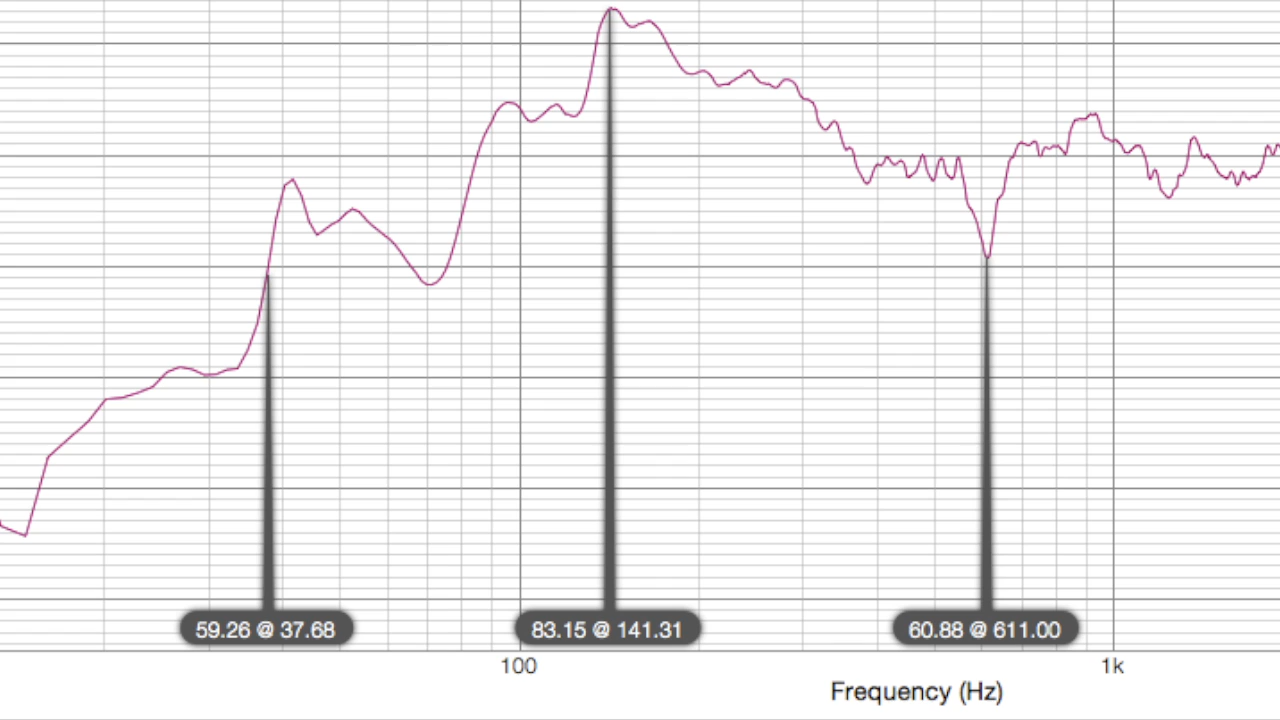 59.26 @ 37.68
83.15 @ 141.31
60.88 @ 611.00
100
1k
Frequency (Hz)